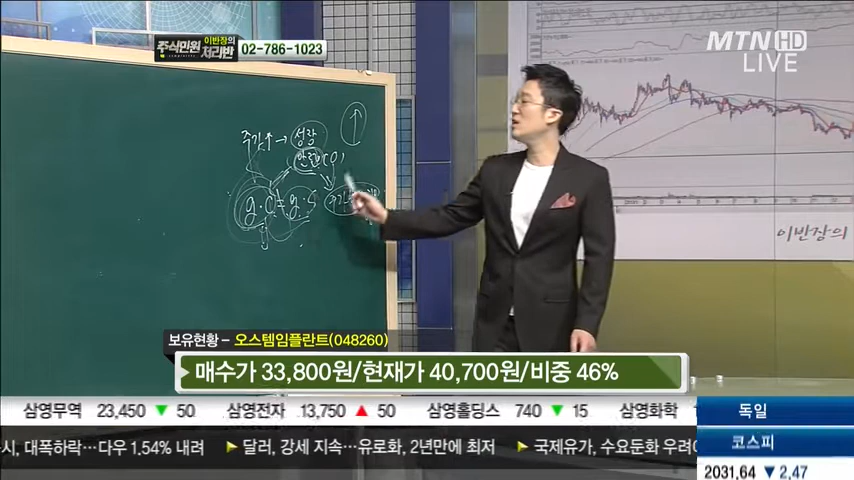 주식민원
이반장의
처리반
02-786-1023
MTN HD
LIVE
주가↑ → 성장
↑
g.c = g.s
이반장의
보유현황 – 오스템임플란트(048260)
매수가 33,800원/현재가 40,700원/비중 46%
삼영무역 23,450 ▼ 50 삼영전자 13,750 ▲ 50 삼영홀딩스 740 ▼ 15 삼영화학
독일
시, 대폭하락…다우 1.54% 내려 ▶ 달러, 강세 지속…유로화, 2년만에 최저 ▶ 국제유가, 수요둔화 우려
코스피
2031.64 ▼ 2.47